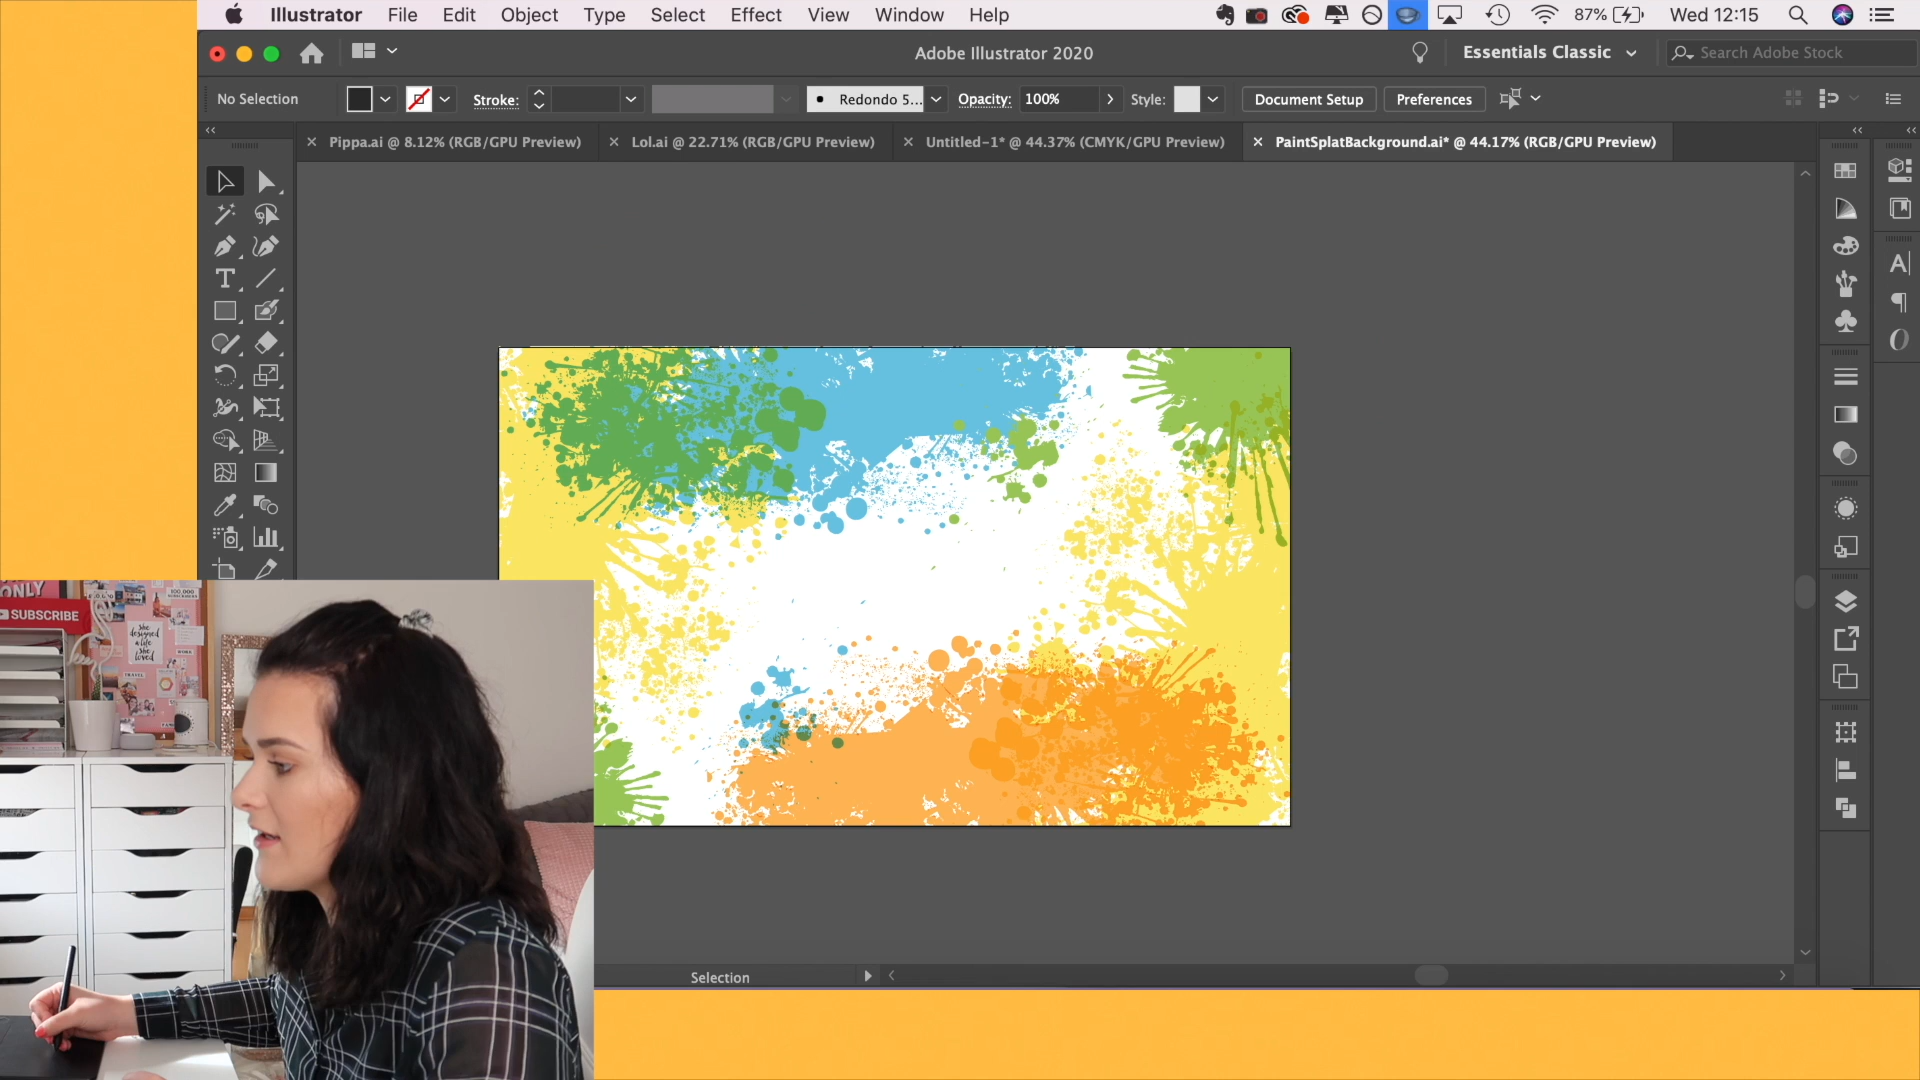 Illustrator File Edit Object Type Select Effect View Window Help 87% Wed 12:15
Adobe Illustrator 2020 Essentials Classic Search Adobe Stock
No Selection Stroke: Redondo 5... Opacity: 100% Style: Document Setup Preferences
Pippa.ai @ 8.12% (RGB/GPU Preview) Lol.ai @ 22.71% (RGB/GPU Preview) Untitled-1* @ 44.37% (CMYK/GPU Preview) PaintSplatBackground.ai* @ 44.17% (RGB/GPU Preview)
ONLY
100,000
SUBSCRIBE
she
designed
a life
she
loved
WORK
TRAVEL
Selection